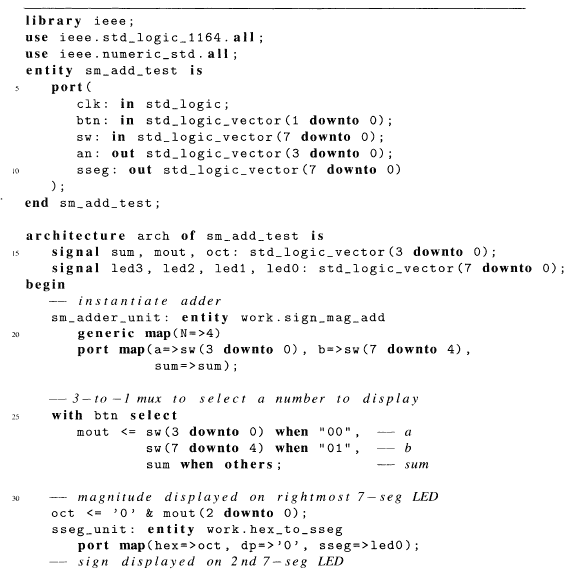 library ieee;
use ieee.std_logic_1164.all;
use ieee.numeric_std.all;
entity sm_add_test is
5 port(
clk: in std_logic;
btn: in std_logic_vector(1 downto 0);
sw: in std_logic_vector(7 downto 0);
an: out std_logic_vector(3 downto 0);
10 sseg: out std_logic_vector(7 downto 0)
);
end sm_add_test;
architecture arch of sm_add_test is
15 signal sum, mout, oct: std_logic_vector(3 downto 0);
signal led3, led2, led1, led0: std_logic_vector(7 downto 0);
begin
-- instantiate adder
sm_adder_unit: entity work.sign_mag_add
20 generic map(N=>4)
port map(a=>sw(3 downto 0), b=>sw(7 downto 4),
sum=>sum);
-- 3-to-1 mux to select a number to display
25 with btn select
mout <= sw(3 downto 0) when "00", -- a
sw(7 downto 4) when "01", -- b
sum when others; -- sum
30 -- magnitude displayed on rightmost 7-seg LED
oct <= '0' & mout(2 downto 0);
sseg_unit: entity work.hex_to_sseg
port map(hex=>oct, dp=>'0', sseg=>led0);
-- sign displayed on 2nd 7-seg LED